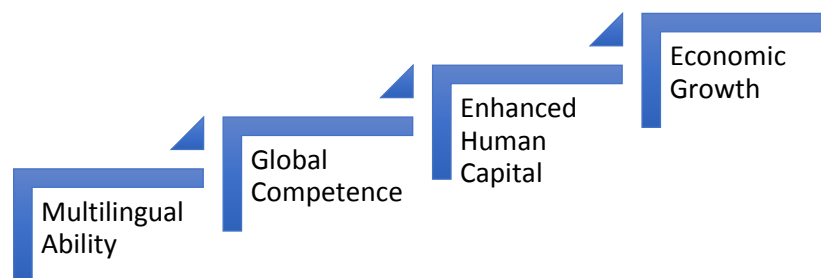 Multilingual
Ability
Global
Competence
Enhanced
Human
Capital
Economic
Growth